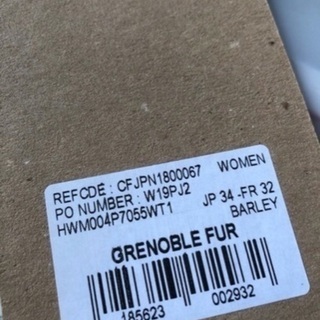 REFCDE : CFJPN1800067 WOMEN
PO NUMBER : W19PJ2
HWM004P7055WT1 JP 34 -FR 32
BARLEY
GRENOBLE FUR
185623 002932